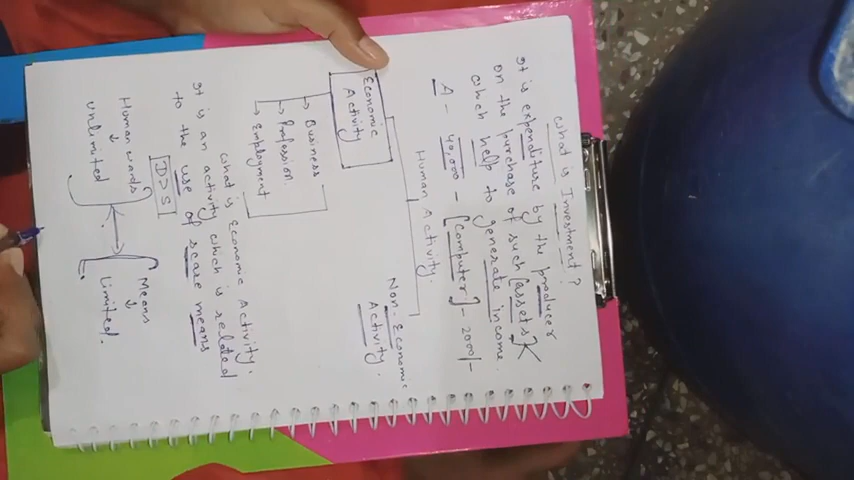 what is Investment?
It is expenditure by the producer
on the purchase of such [assets]
which help to generate income.
A - 40,000 - [Computer] - 2000/-
Human Activity.
Economic
Activity
Non-Economic
Activity.
→ Business
→ Profession.
→ Employment
what is Economic Activity.
It is an activity which is related
to the use of scare means
D>S
Human wards
Means
unlimited
Limited.